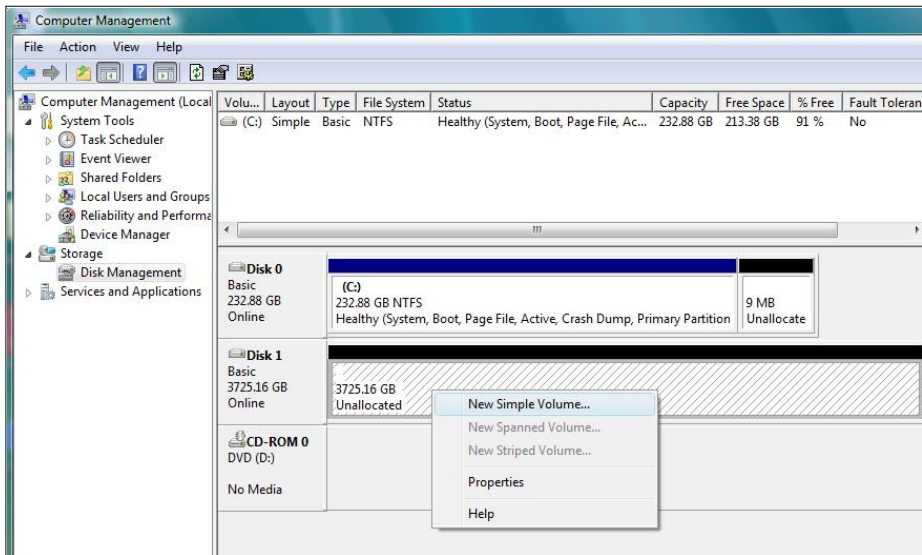 Computer Management
File Action View Help
Computer Management (Local
System Tools
Task Scheduler
Event Viewer
Shared Folders
Local Users and Groups
Reliability and Performa
Device Manager
Storage
Disk Management
Services and Applications
Volu... Layout Type File System Status Capacity Free Space % Free Fault Toleran
(C:) Simple Basic NTFS Healthy (System, Boot, Page File, Ac... 232.88 GB 213.38 GB 91 % No
Disk 0
Basic
232.88 GB
Online
(C:)
232.88 GB NTFS
Healthy (System, Boot, Page File, Active, Crash Dump, Primary Partition
9 MB
Unallocate
Disk 1
Basic
3725.16 GB
Online
3725.16 GB
Unallocated
New Simple Volume...
New Spanned Volume...
New Striped Volume...
Properties
Help
CD-ROM 0
DVD (D:)
No Media